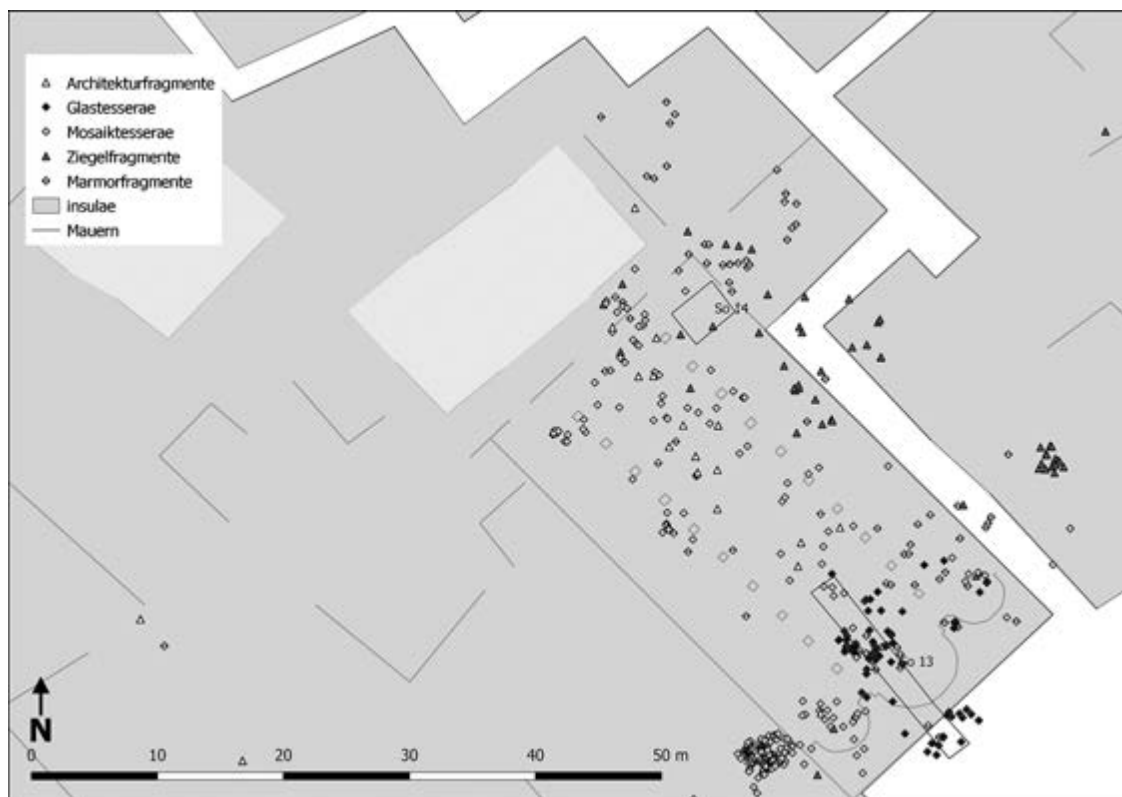 Architekturfragmente
Glastesserae
Mosaiktesserae
Ziegelfragmente
Marmorfragmente
insulae
Mauern
So 14
13
N
0 10 20 30 40 50 m